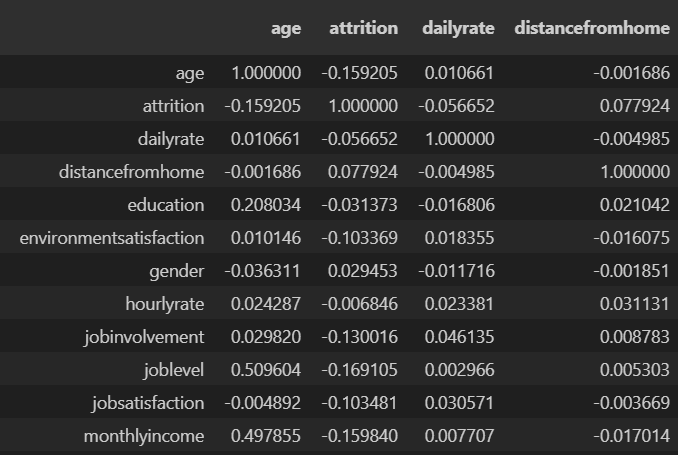 age attrition dailyrate distancefromhome
age 1.000000 -0.159205 0.010661 -0.001686
attrition -0.159205 1.000000 -0.056652 0.077924
dailyrate 0.010661 -0.056652 1.000000 -0.004985
distancefromhome -0.001686 0.077924 -0.004985 1.000000
education 0.208034 -0.031373 -0.016806 0.021042
environmentsatisfaction 0.010146 -0.103369 0.018355 -0.016075
gender -0.036311 0.029453 -0.011716 -0.001851
hourlyrate 0.024287 -0.006846 0.023381 0.031131
jobinvolvement 0.029820 -0.130016 0.046135 0.008783
joblevel 0.509604 -0.169105 0.002966 0.005303
jobsatisfaction -0.004892 -0.103481 0.030571 -0.003669
monthlyincome 0.497855 -0.159840 0.007707 -0.017014